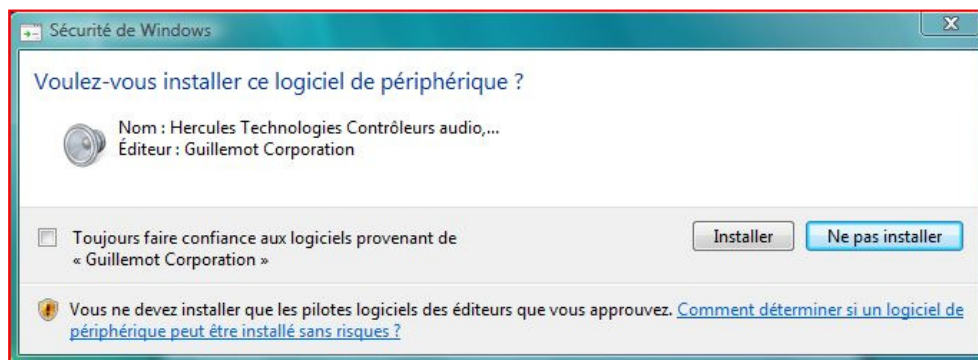 Sécurité de Windows
Voulez-vous installer ce logiciel de périphérique ?
Nom : Hercules Technologies Contrôleurs audio,...
Éditeur : Guillemot Corporation
Toujours faire confiance aux logiciels provenant de
« Guillemot Corporation »
Installer
Ne pas installer
Vous ne devez installer que les pilotes logiciels des éditeurs que vous approuvez. Comment déterminer si un logiciel de
périphérique peut être installé sans risques ?